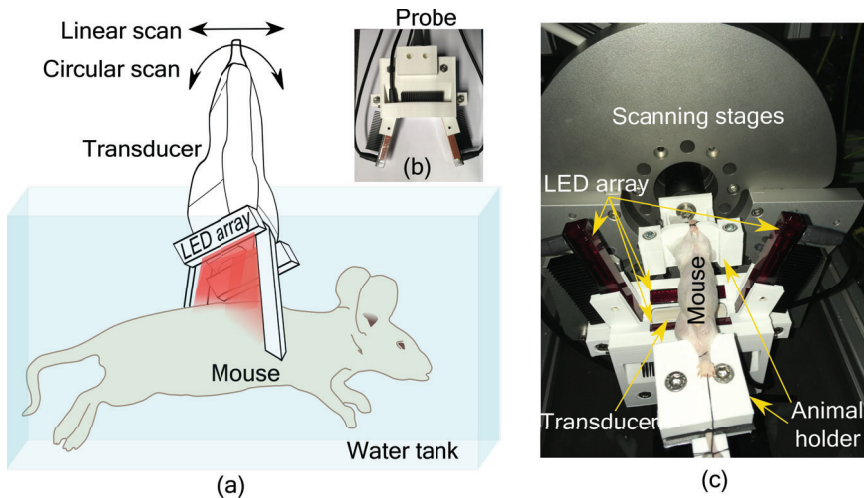 Linear scan
Circular scan
Transducer
LED array
Mouse
Water tank
(a)
Probe
(b)
Scanning stages
LED array
Mouse
Transducer
Animal
holder
(c)